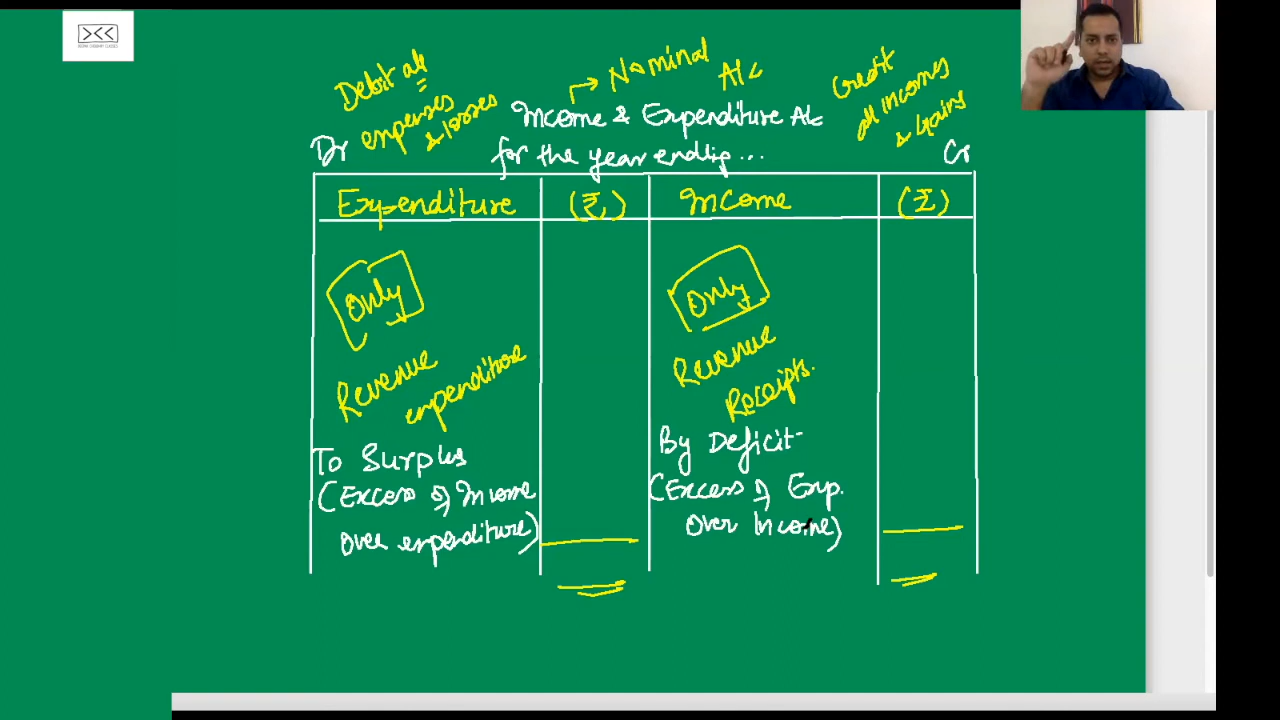 Debit all
expenses
& losses
→ Nominal A/c
Credit
all Incomes
& Gains
Income & Expenditure A/c
for the year ending ...
Dr
Cr
Expenditure (₹) Income (₹)
Only
Revenue
expenditure
To Surplus
(Excess of Income
over expenditure)
Only
Revenue
Receipts.
By Deficit
(Excess of Exp.
over Income)